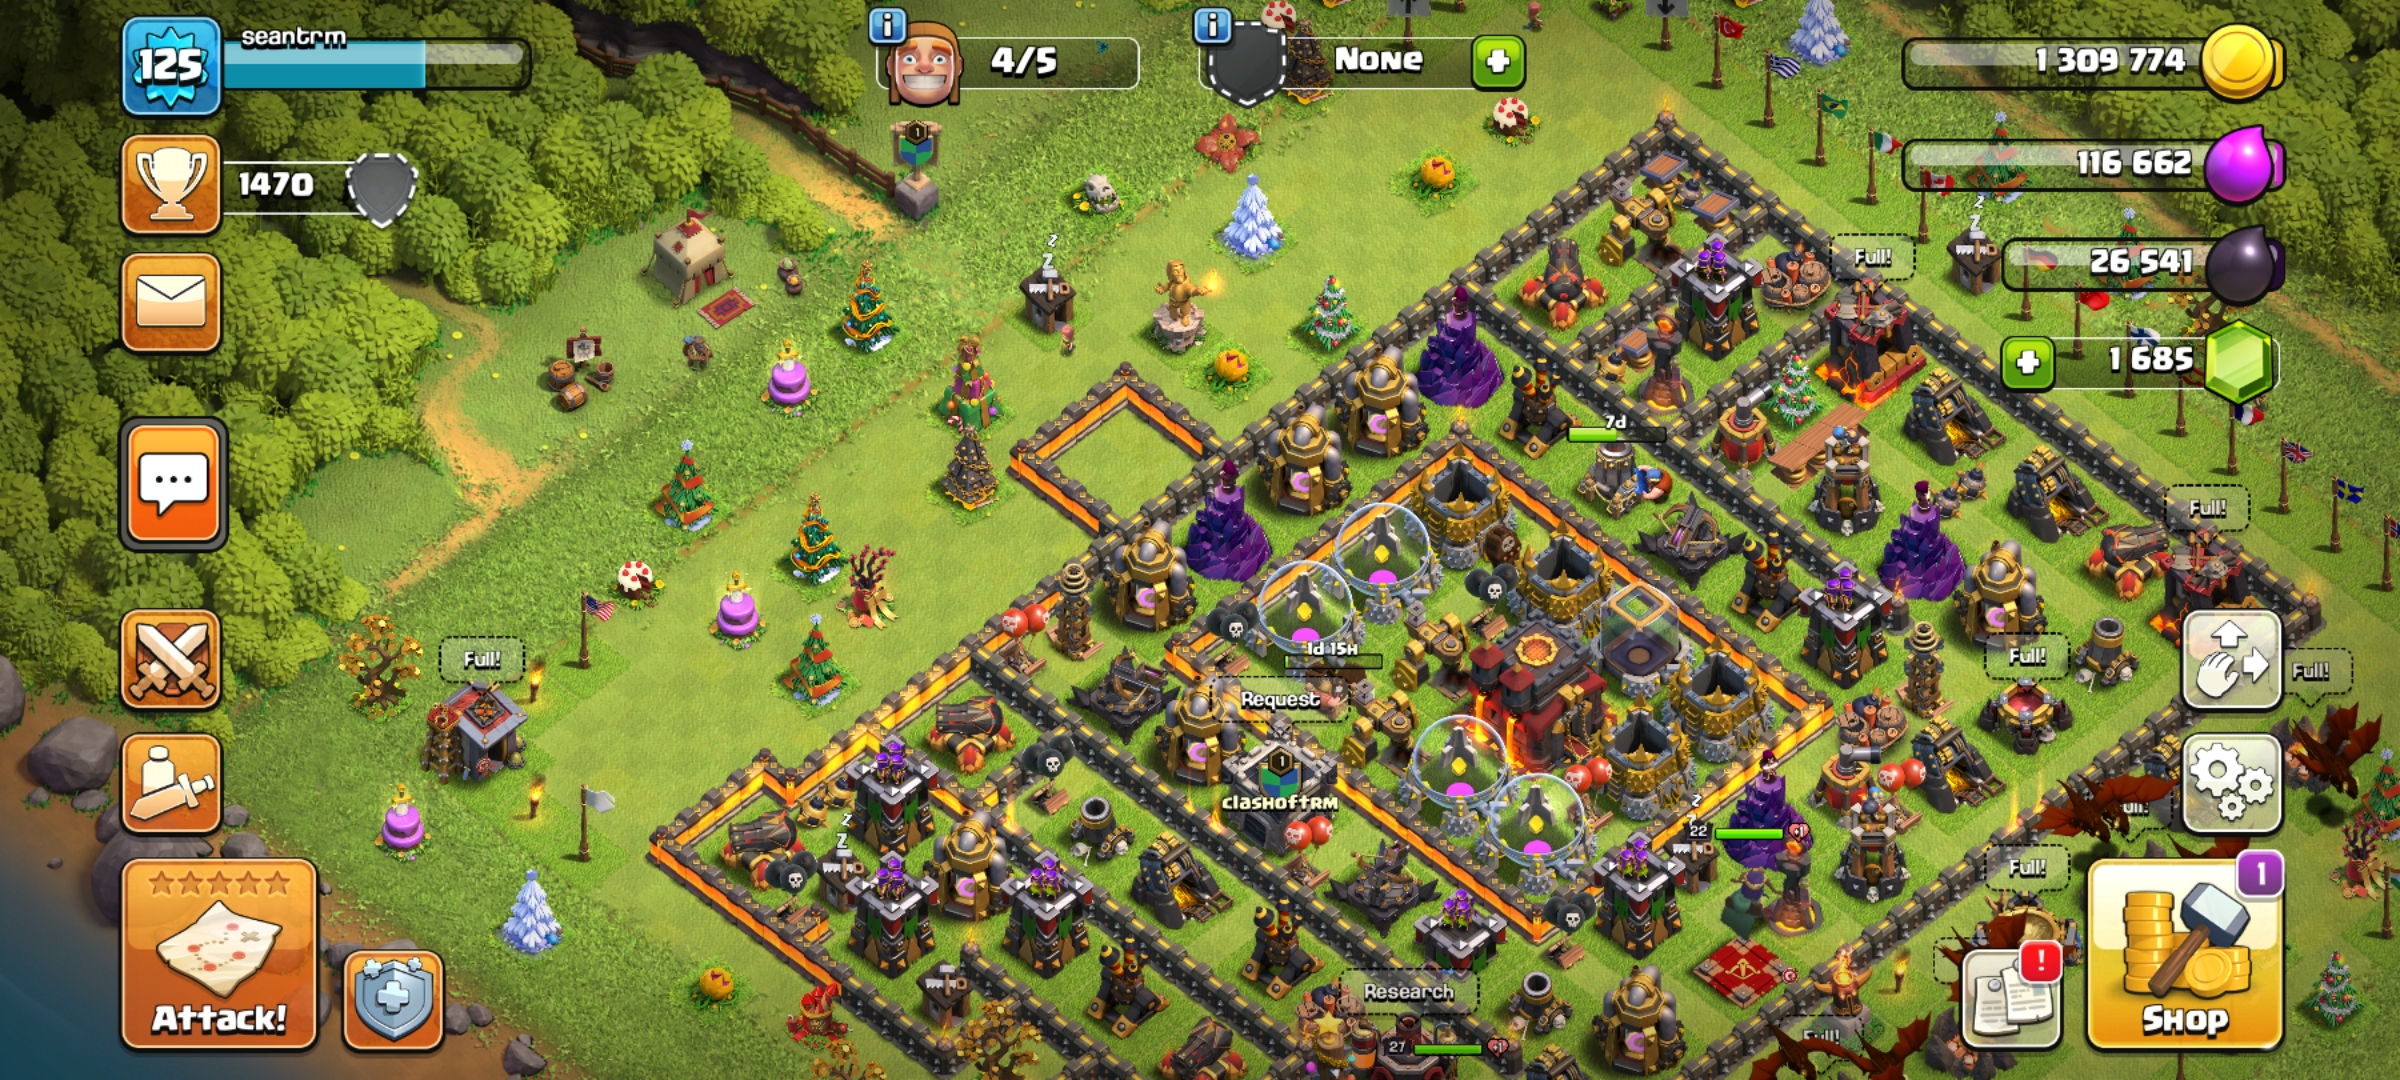 125
seantrm
4/5
None
1 309 774
1470
116 662
26 541
1 685
Full!
7d
Full!
Full!
1d 15H
Full!
Full!
Request
1
clashoftrm
22
Full!
1
Attack!
Research
27
Full!
Shop